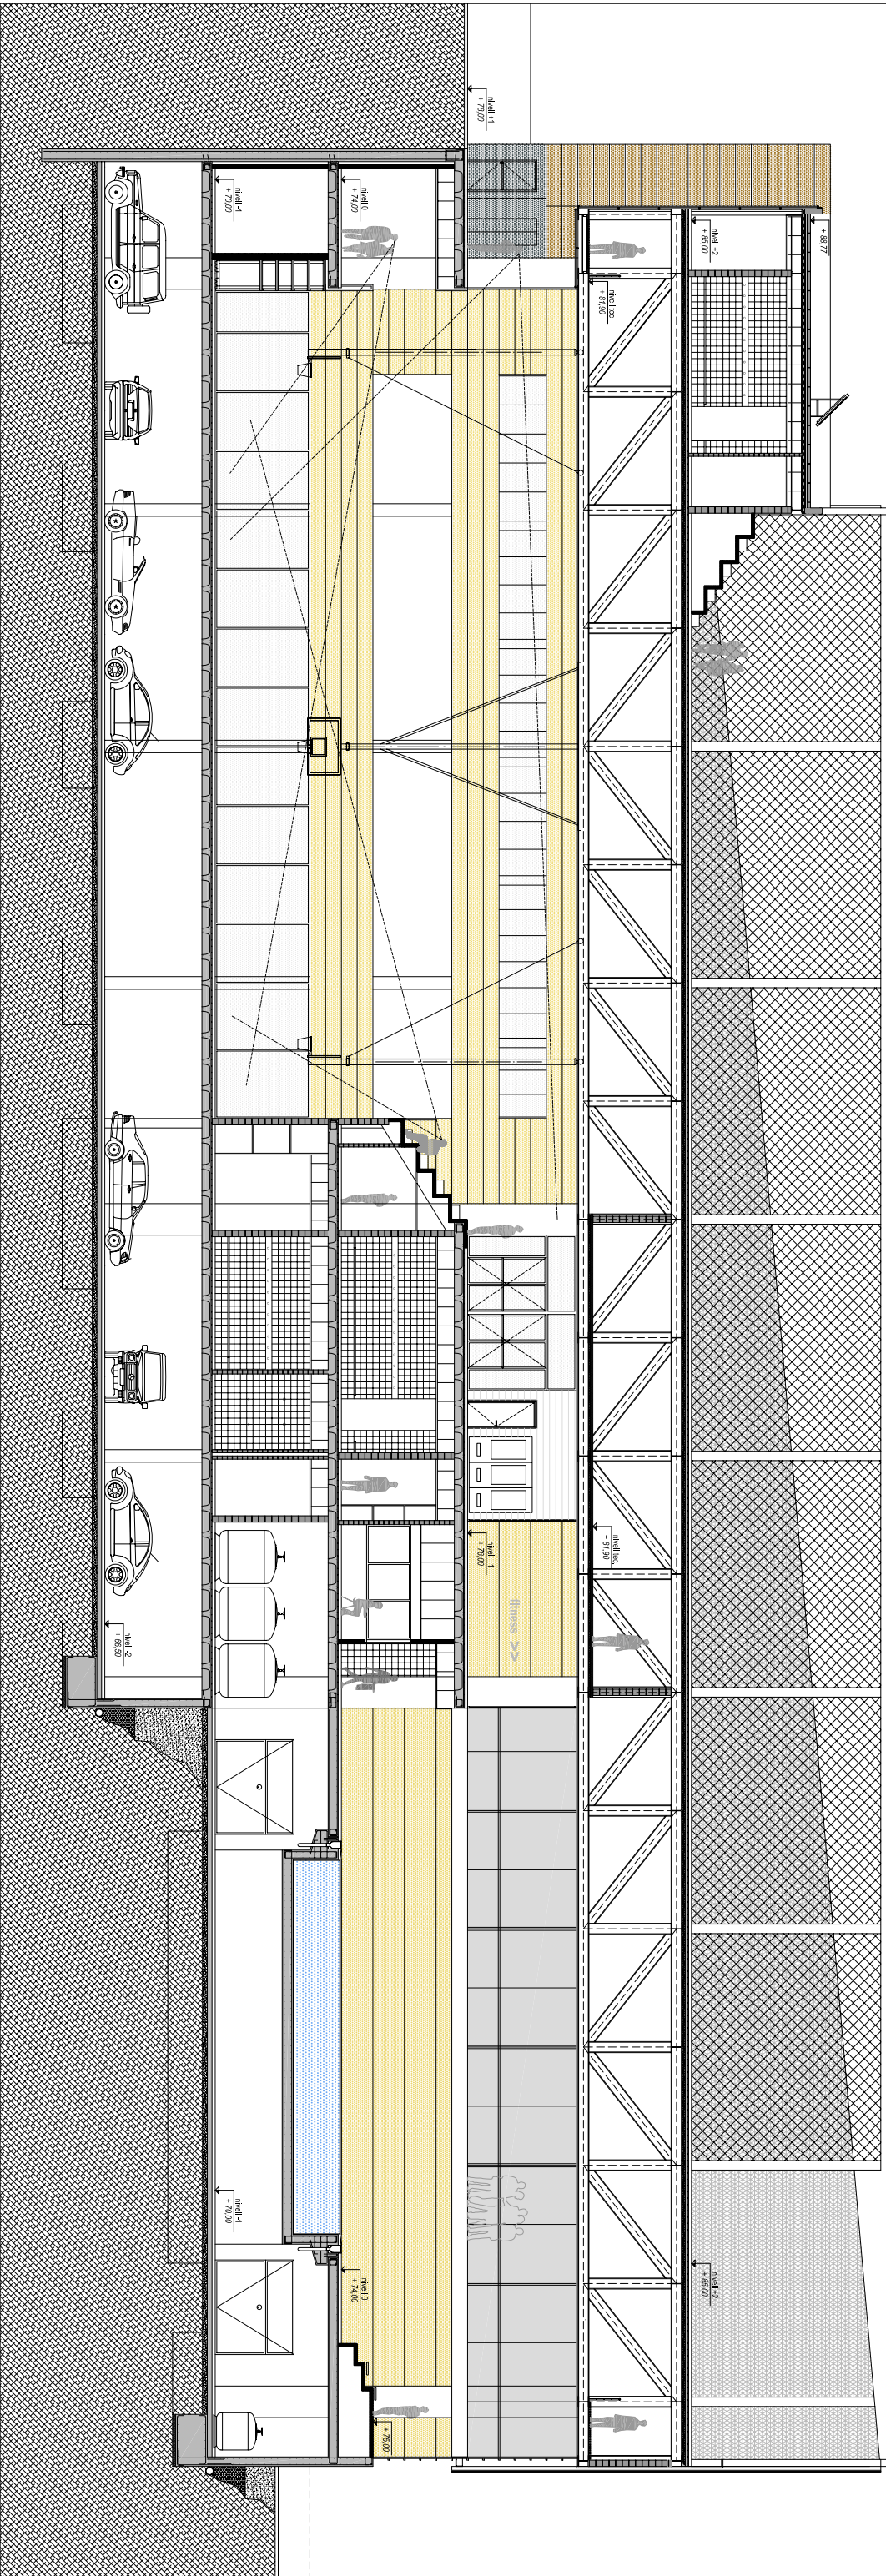 + 88,77
nivell +2
+ 85,00
nivell +2
+ 85,00
nivell tec.
+ 81,90
nivell tec.
+ 81,90
nivell +1
+ 78,00
nivell +1
+ 78,00
fitness >>
+ 75,00
nivell 0
+ 74,00
nivell 0
+ 74,00
nivell -1
+ 70,00
nivell -1
+ 70,00
nivell -2
+ 66,50